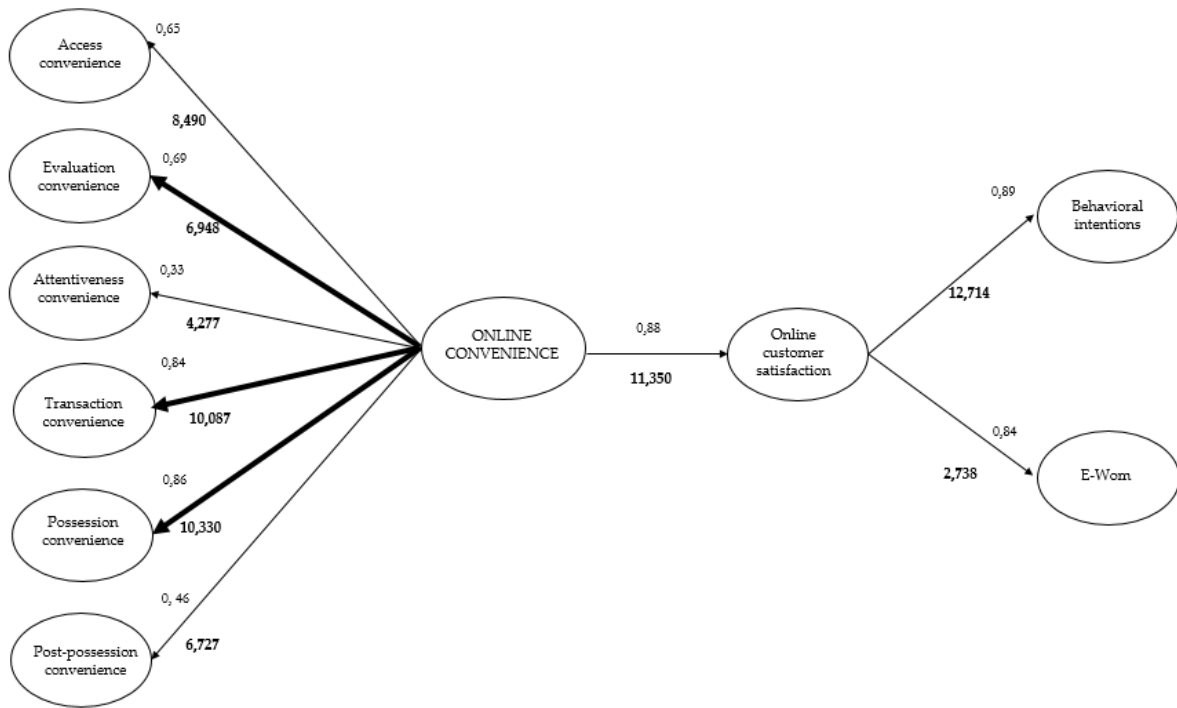 0,65
Access
convenience
8,490
0,69
Evaluation
convenience
6,948
0,33
Attentiveness
convenience
4,277
0,84
Transaction
convenience
10,087
0,86
Possession
convenience
10,330
0, 46
Post-possession
convenience
6,727
ONLINE
CONVENIENCE
0,88
11,350
Online
customer
satisfaction
0,89
Behavioral
intentions
12,714
0,84
E-Wom
2,738